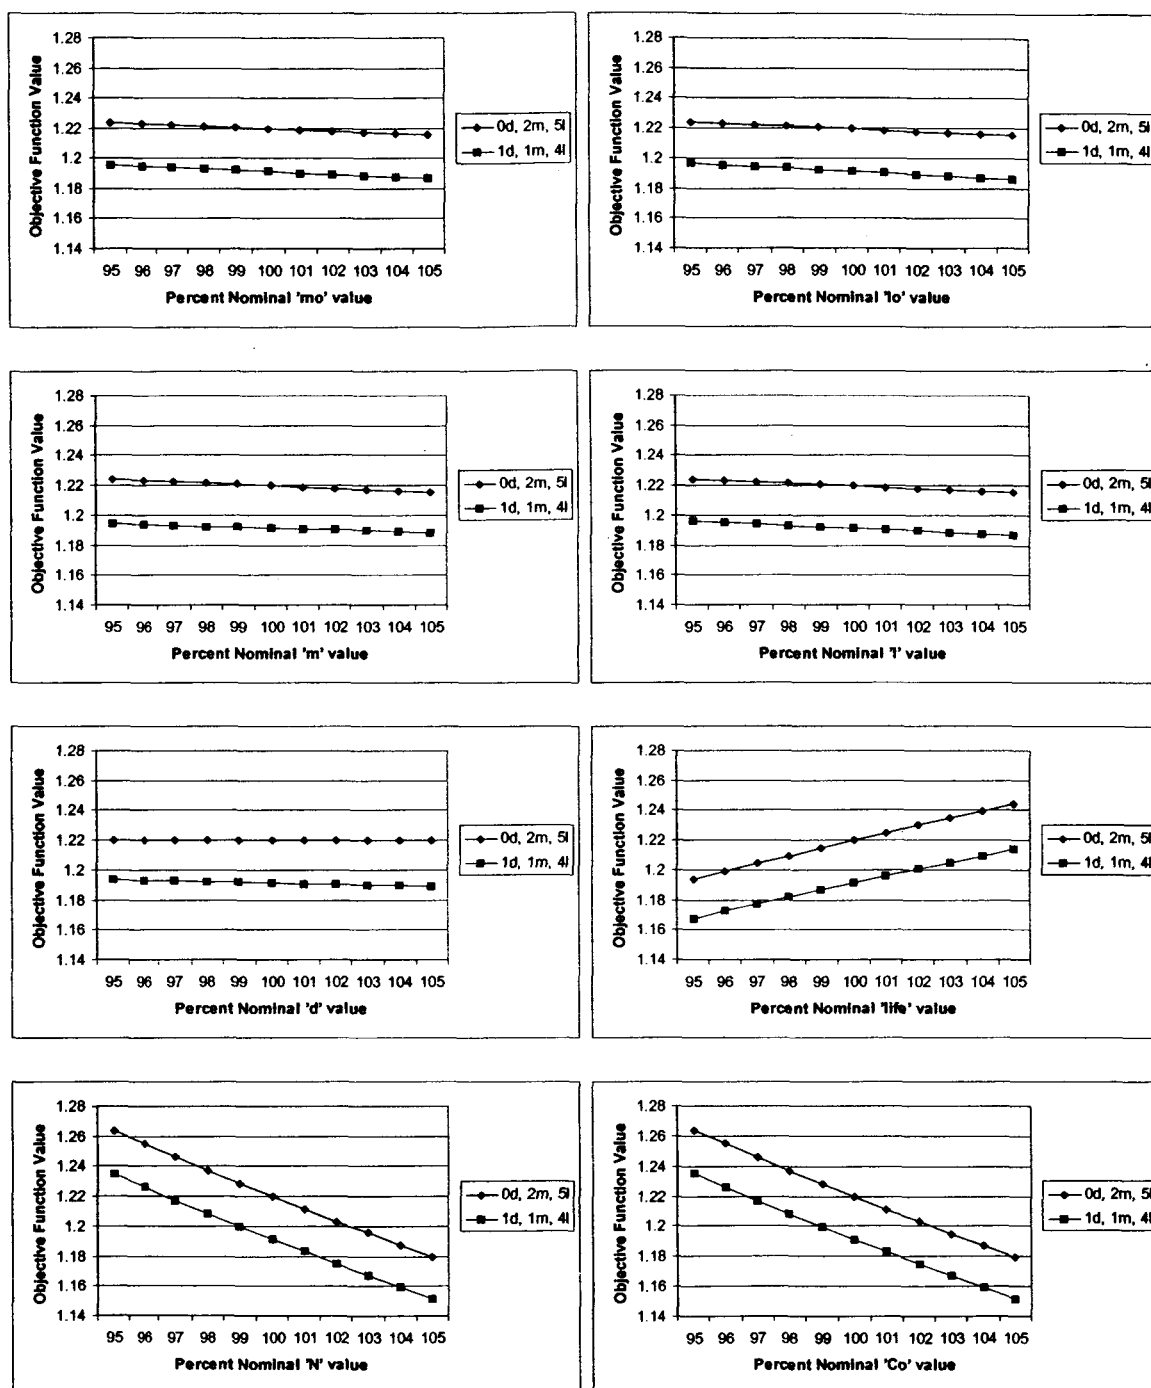 1.28
1.26
1.24
1.22
1.2
1.18
1.16
1.14
Objective Function Value
95 96 97 98 99 100 101 102 103 104 105
Percent Nominal 'mo' value
0d, 2m, 5l
1d, 1m, 4l
1.28
1.26
1.24
1.22
1.2
1.18
1.16
1.14
Objective Function Value
95 96 97 98 99 100 101 102 103 104 105
Percent Nominal 'lo' value
0d, 2m, 5l
1d, 1m, 4l
1.28
1.26
1.24
1.22
1.2
1.18
1.16
1.14
Objective Function Value
95 96 97 98 99 100 101 102 103 104 105
Percent Nominal 'm' value
0d, 2m, 5l
1d, 1m, 4l
1.28
1.26
1.24
1.22
1.2
1.18
1.16
1.14
Objective Function Value
95 96 97 98 99 100 101 102 103 104 105
Percent Nominal 'l' value
0d, 2m, 5l
1d, 1m, 4l
1.28
1.26
1.24
1.22
1.2
1.18
1.16
1.14
Objective Function Value
95 96 97 98 99 100 101 102 103 104 105
Percent Nominal 'd' value
0d, 2m, 5l
1d, 1m, 4l
1.28
1.26
1.24
1.22
1.2
1.18
1.16
1.14
Objective Function Value
95 96 97 98 99 100 101 102 103 104 105
Percent Nominal 'life' value
0d, 2m, 5l
1d, 1m, 4l
1.28
1.26
1.24
1.22
1.2
1.18
1.16
1.14
Objective Function Value
95 96 97 98 99 100 101 102 103 104 105
Percent Nominal 'N' value
0d, 2m, 5l
1d, 1m, 4l
1.28
1.26
1.24
1.22
1.2
1.18
1.16
1.14
Objective Function Value
95 96 97 98 99 100 101 102 103 104 105
Percent Nominal 'Co' value
0d, 2m, 5l
1d, 1m, 4l